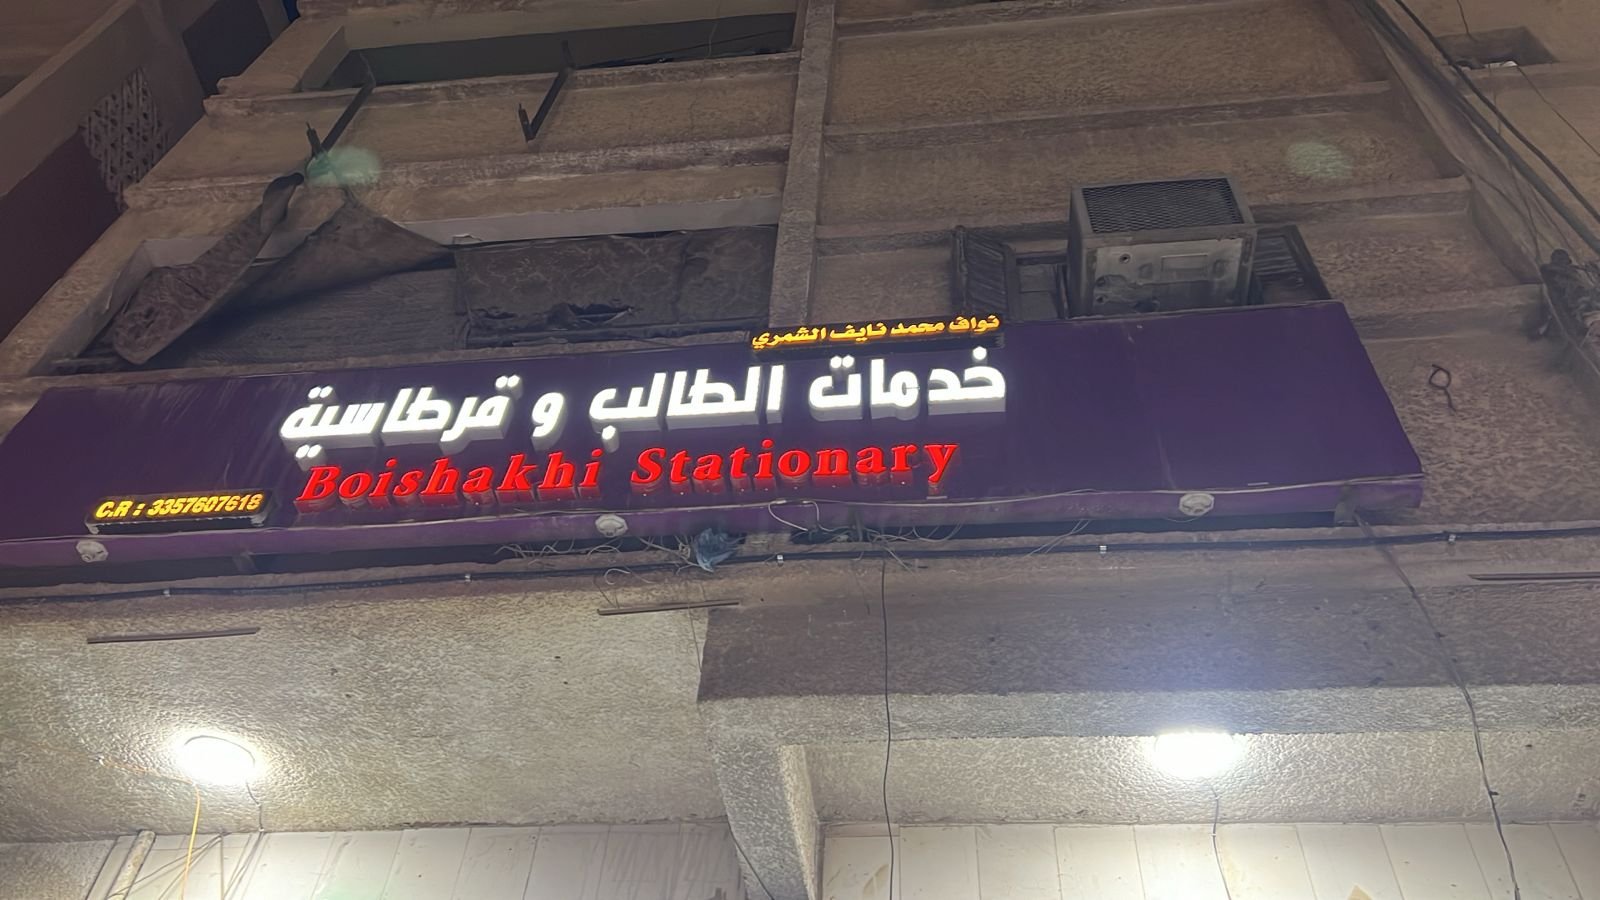 نواف محمد نايف الشمري
خدمات الطالب و قرطاسية
Boishakhi Stationary
C.R : 3357607618